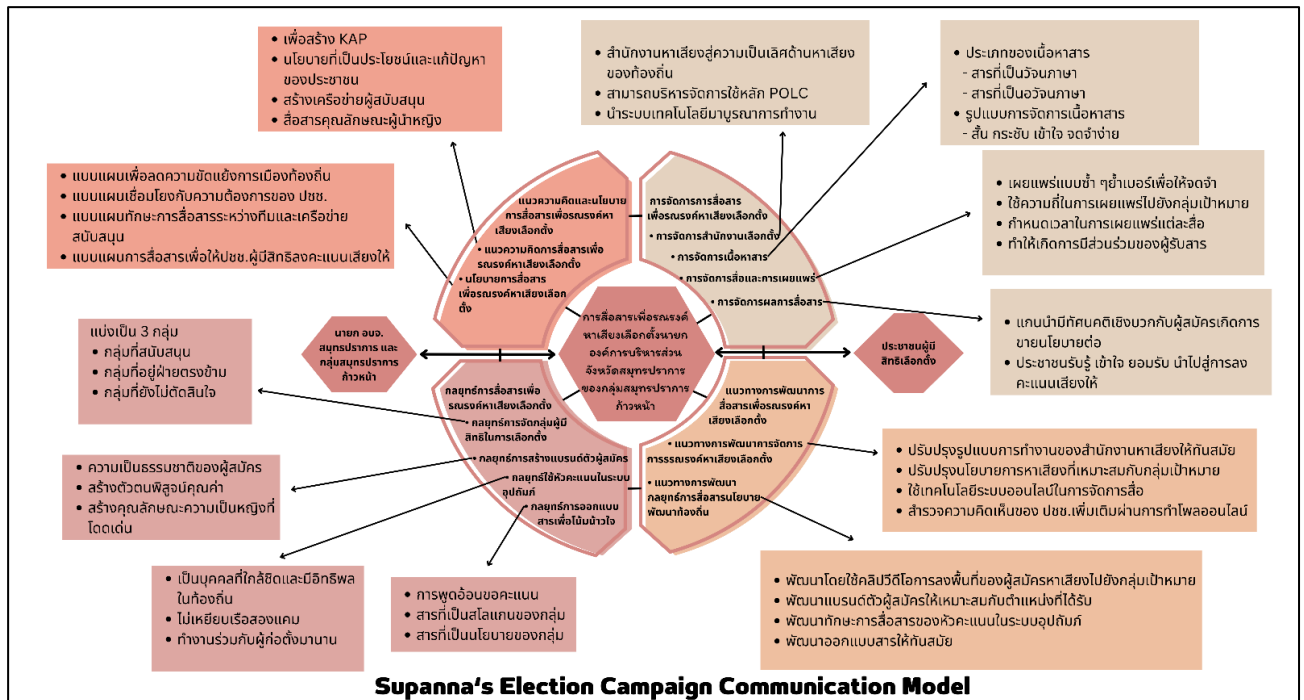 • เพื่อสร้าง KAP
• นโยบายที่เป็นประโยชน์และแก้ปัญหา
ของประชาชน
• สร้างเครือข่ายผู้สนับสนุน
• สื่อสารคุณลักษณะผู้นำหญิง
• สำนักงานหาเสียงสู่ความเป็นเลิศด้านหาเสียง
ของท้องถิ่น
• สามารถบริหารจัดการใช้หลัก POLC
• นำระบบเทคโนโลยีมาบูรณาการทำงาน
• ประเภทของเนื้อหาสาร
- สารที่เป็นวัจนภาษา
- สารที่เป็นอวัจนภาษา
• รูปแบบการจัดการเนื้อหาสาร
- สั้น กระชับ เข้าใจ จดจำง่าย
• แบบแผนเพื่อลดความขัดแย้งการเมืองท้องถิ่น
• แบบแผนเชื่อมโยงกับความต้องการของ ปชช.
• แบบแผนทักษะการสื่อสารระหว่างทีมและเครือข่าย
สนับสนุน
• แบบแผนการสื่อสารเพื่อให้ปชช.ผู้มีสิทธิลงคะแนนเสียงให้
• เผยแพร่แบบซ้ำ ๆย้ำเบอร์เพื่อให้จดจำ
• ใช้ความถี่ในการเผยแพร่ไปยังกลุ่มเป้าหมาย
• กำหนดเวลาในการเผยแพร่แต่ละสื่อ
• ทำให้เกิดการมีส่วนร่วมของผู้รับสาร
แนวความคิดและนโยบาย
การสื่อสารเพื่อรณรงค์หา
เสียงเลือกตั้ง
• แนวความคิดการสื่อสารเพื่อ
รณรงค์หาเสียงเลือกตั้ง
• นโยบายการสื่อสาร
เพื่อรณรงค์หาเสียงเลือก
ตั้ง
การจัดการการสื่อสาร
เพื่อรณรงค์หาเสียงเลือกตั้ง
• การจัดการสำนักงานเลือกตั้ง
• การจัดการเนื้อหาสาร
• การจัดการสื่อและการเผยแพร่
• การจัดการผลการสื่อสาร
แบ่งเป็น 3 กลุ่ม
• กลุ่มที่สนับสนุน
• กลุ่มที่อยู่ฝ่ายตรงข้าม
• กลุ่มที่ยังไม่ตัดสินใจ
นายก อบจ.
สมุทรปราการ และ
กลุ่มสมุทรปราการ
ก้าวหน้า
การสื่อสารเพื่อรณรงค์
หาเสียงเลือกตั้งนายก
องค์การบริหารส่วน
จังหวัดสมุทรปราการ
ของกลุ่มสมุทรปราการ
ก้าวหน้า
ประชาชนผู้มี
สิทธิเลือกตั้ง
• แกนนำมีทัศนคติเชิงบวกกับผู้สมัครเกิดการ
ขายนโยบายต่อ
• ประชาชนรับรู้ เข้าใจ ยอมรับ นำไปสู่การลง
คะแนนเสียงให้
กลยุทธ์การสื่อสารเพื่อ
รณรงค์หาเสียงเลือกตั้ง
• กลยุทธ์การจัดกลุ่มผู้มี
สิทธิในการเลือกตั้ง
• กลยุทธ์การสร้างแบรนด์ตัวผู้สมัคร
• กลยุทธ์ใช้หัวคะแนนในระบบ
อุปถัมภ์
• กลยุทธ์การออกแบบ
สารเพื่อโน้มน้าวใจ
แนวทางการพัฒนาการ
สื่อสารเพื่อรณรงค์หา
เสียงเลือกตั้ง
• แนวทางการพัฒนาการจัดการ
การรรณรงค์หาเสียงเลือกตั้ง
• แนวทางการพัฒนา
กลยุทธ์การสื่อสารนโยบาย
พัฒนาท้องถิ่น
• ความเป็นธรรมชาติของผู้สมัคร
• สร้างตัวตนพิสูจน์คุณค่า
• สร้างคุณลักษณะความเป็นหญิงที่
โดดเด่น
• ปรับปรุงรูปแบบการทำงานของสำนักงานหาเสียงให้ทันสมัย
• ปรับปรุงนโยบายการหาเสียงที่เหมาะสมกับกลุ่มเป้าหมาย
• ใช้เทคโนโลยีระบบออนไลน์ในการจัดการสื่อ
• สำรวจความคิดเห็นของ ปชช.เพิ่มเติมผ่านการทำโพลออนไลน์
• เป็นบุคคลที่ใกล้ชิดและมีอิทธิพล
ในท้องถิ่น
• ไม่เหยียบเรือสองแคม
• ทำงานร่วมกับผู้ก่อตั้งมานาน
• การพูดอ้อนขอคะแนน
• สารที่เป็นสโลแกนของกลุ่ม
• สารที่เป็นนโยบายของกลุ่ม
• พัฒนาโดยใช้คลิปวีดีโอการลงพื้นที่ของผู้สมัครหาเสียงไปยังกลุ่มเป้าหมาย
• พัฒนาแบรนด์ตัวผู้สมัครให้เหมาะสมกับตำแหน่งที่ได้รับ
• พัฒนาทักษะการสื่อสารของหัวคะแนนในระบบอุปถัมภ์
• พัฒนาออกแบบสารให้ทันสมัย
Supanna's Election Campaign Communication Model